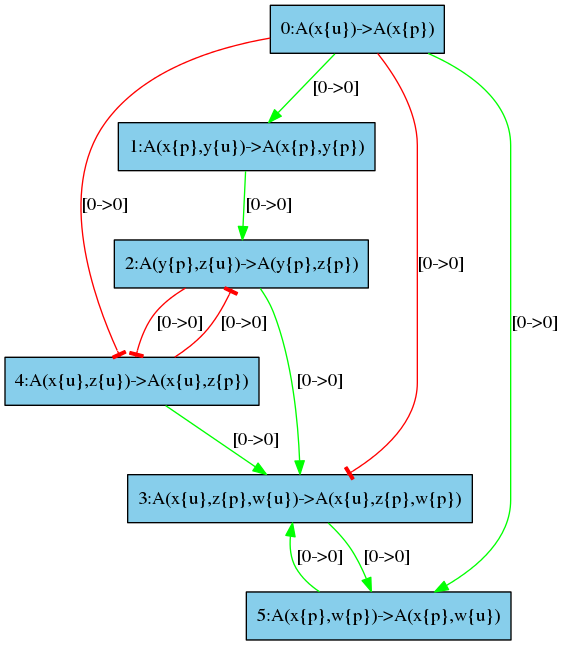 0:A(x{u})->A(x{p})
[0->0]
1:A(x{p},y{u})->A(x{p},y{p})
[0->0]
[0->0]
2:A(y{p},z{u})->A(y{p},z{p})
[0->0]
[0->0]
[0->0]
[0->0]
4:A(x{u},z{u})->A(x{u},z{p})
[0->0]
[0->0]
3:A(x{u},z{p},w{u})->A(x{u},z{p},w{p})
[0->0]
[0->0]
5:A(x{p},w{p})->A(x{p},w{u})